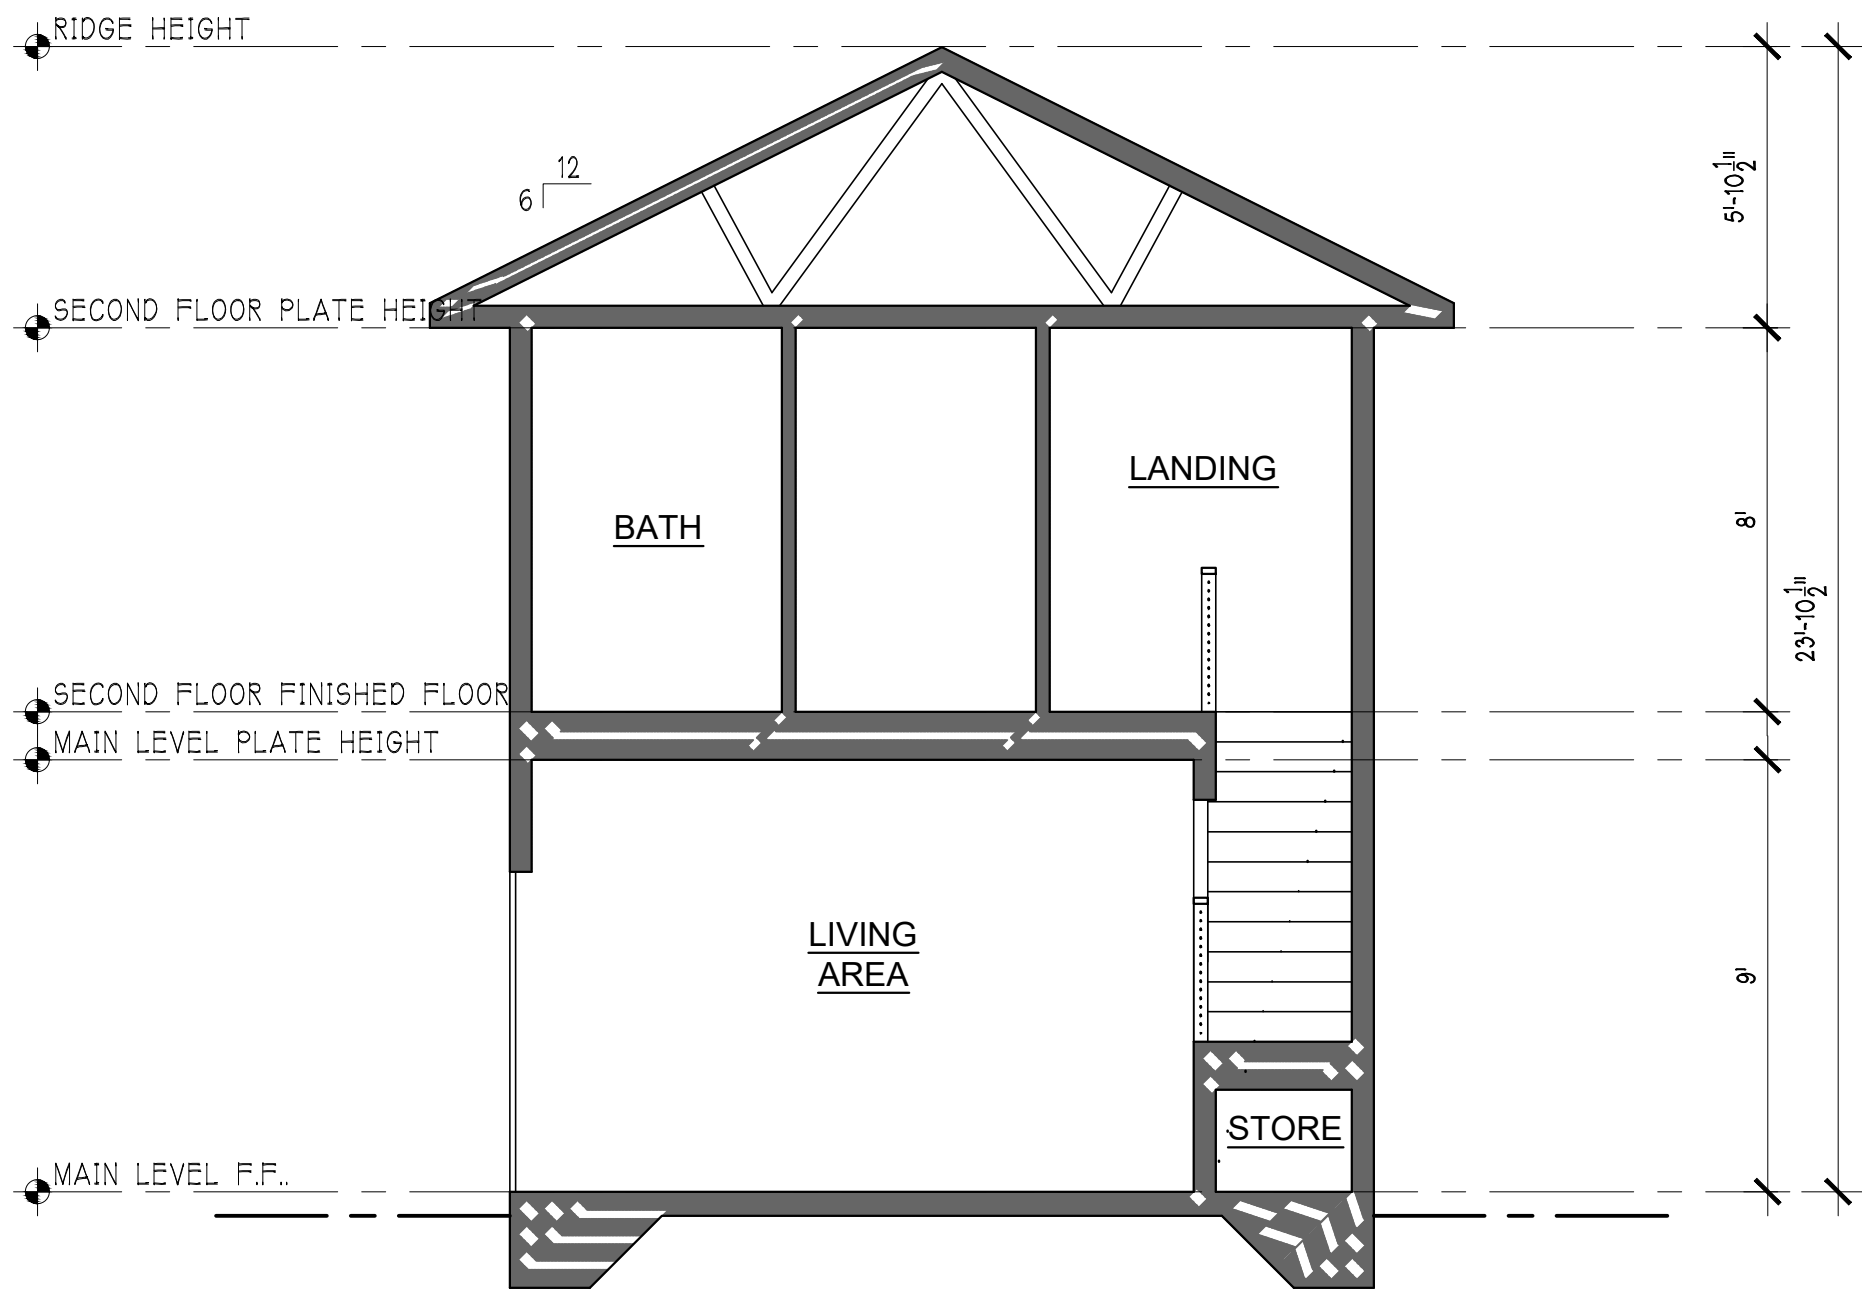 RIDGE HEIGHT
12
6
5'-10 1/2"
SECOND FLOOR PLATE HEIGHT
LANDING
BATH
8'
23'-10 1/2"
SECOND FLOOR FINISHED FLOOR
MAIN LEVEL PLATE HEIGHT
LIVING
AREA
9'
STORE
MAIN LEVEL F.F..